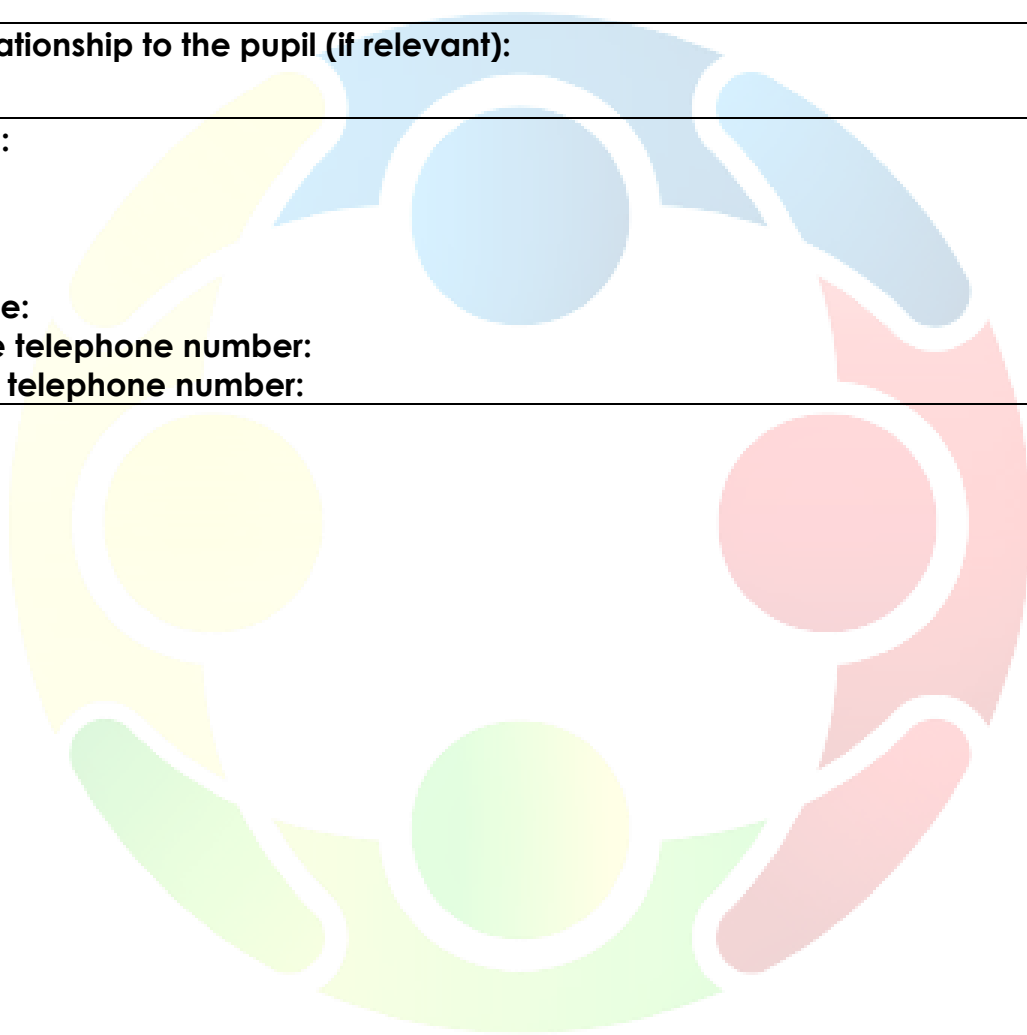 ationship to the pupil (if relevant):
:
e:
e telephone number:
telephone number: